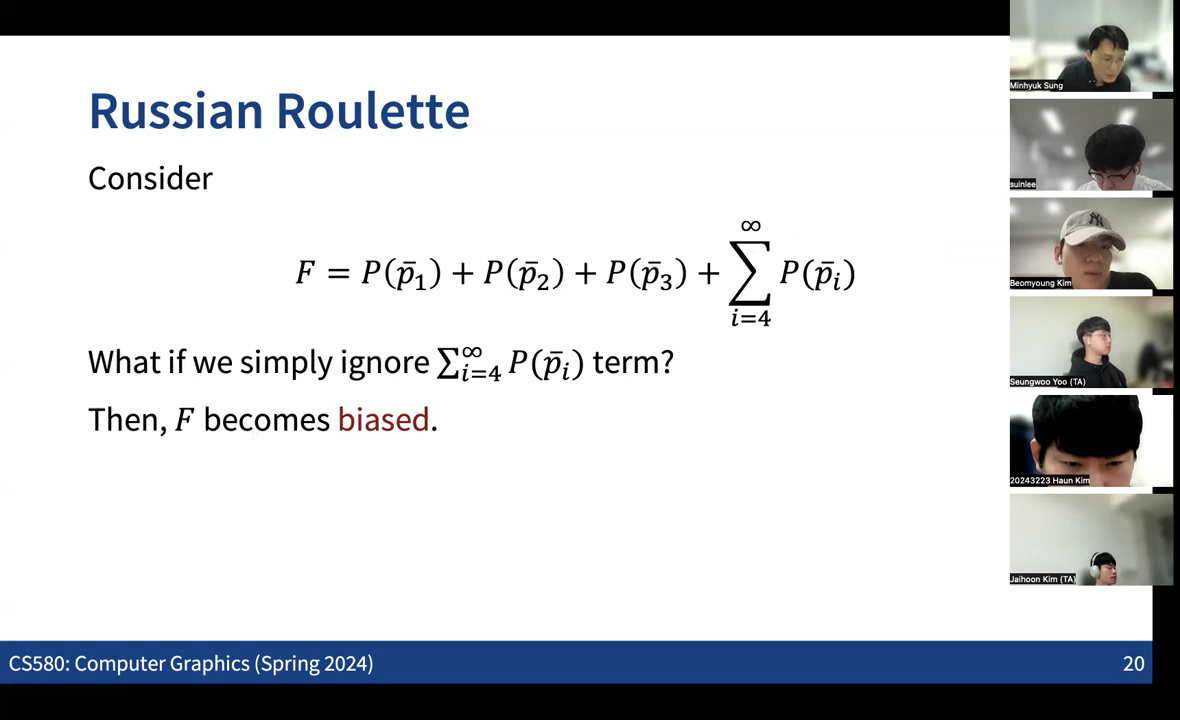 Russian Roulette
Consider
F = P(p̄₁) + P(p̄₂) + P(p̄₃) + ∑_{i=4}^{∞} P(p̄ᵢ)
What if we simply ignore ∑_{i=4}^{∞} P(p̄ᵢ) term?
Then, F becomes biased.
CS580: Computer Graphics (Spring 2024)
20
Minhyuk Sung
suinlee
Beomyoung Kim
Seungwoo Yoo (TA)
20243223 Haun Kim
Jaihoon Kim (TA)